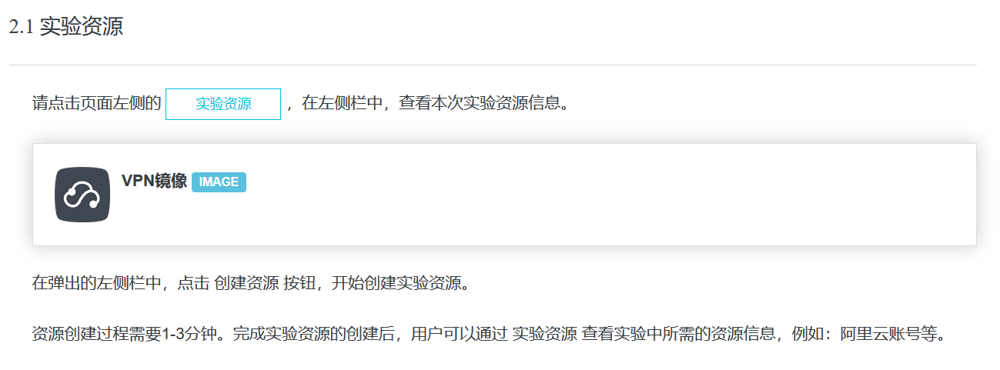 2.1 实验资源
请点击页面左侧的 实验资源 ，在左侧栏中，查看本次实验资源信息。
VPN镜像 IMAGE
在弹出的左侧栏中，点击 创建资源 按钮，开始创建实验资源。
资源创建过程需要1-3分钟。完成实验资源的创建后，用户可以通过 实验资源 查看实验中所需的资源信息，例如：阿里云账号等。